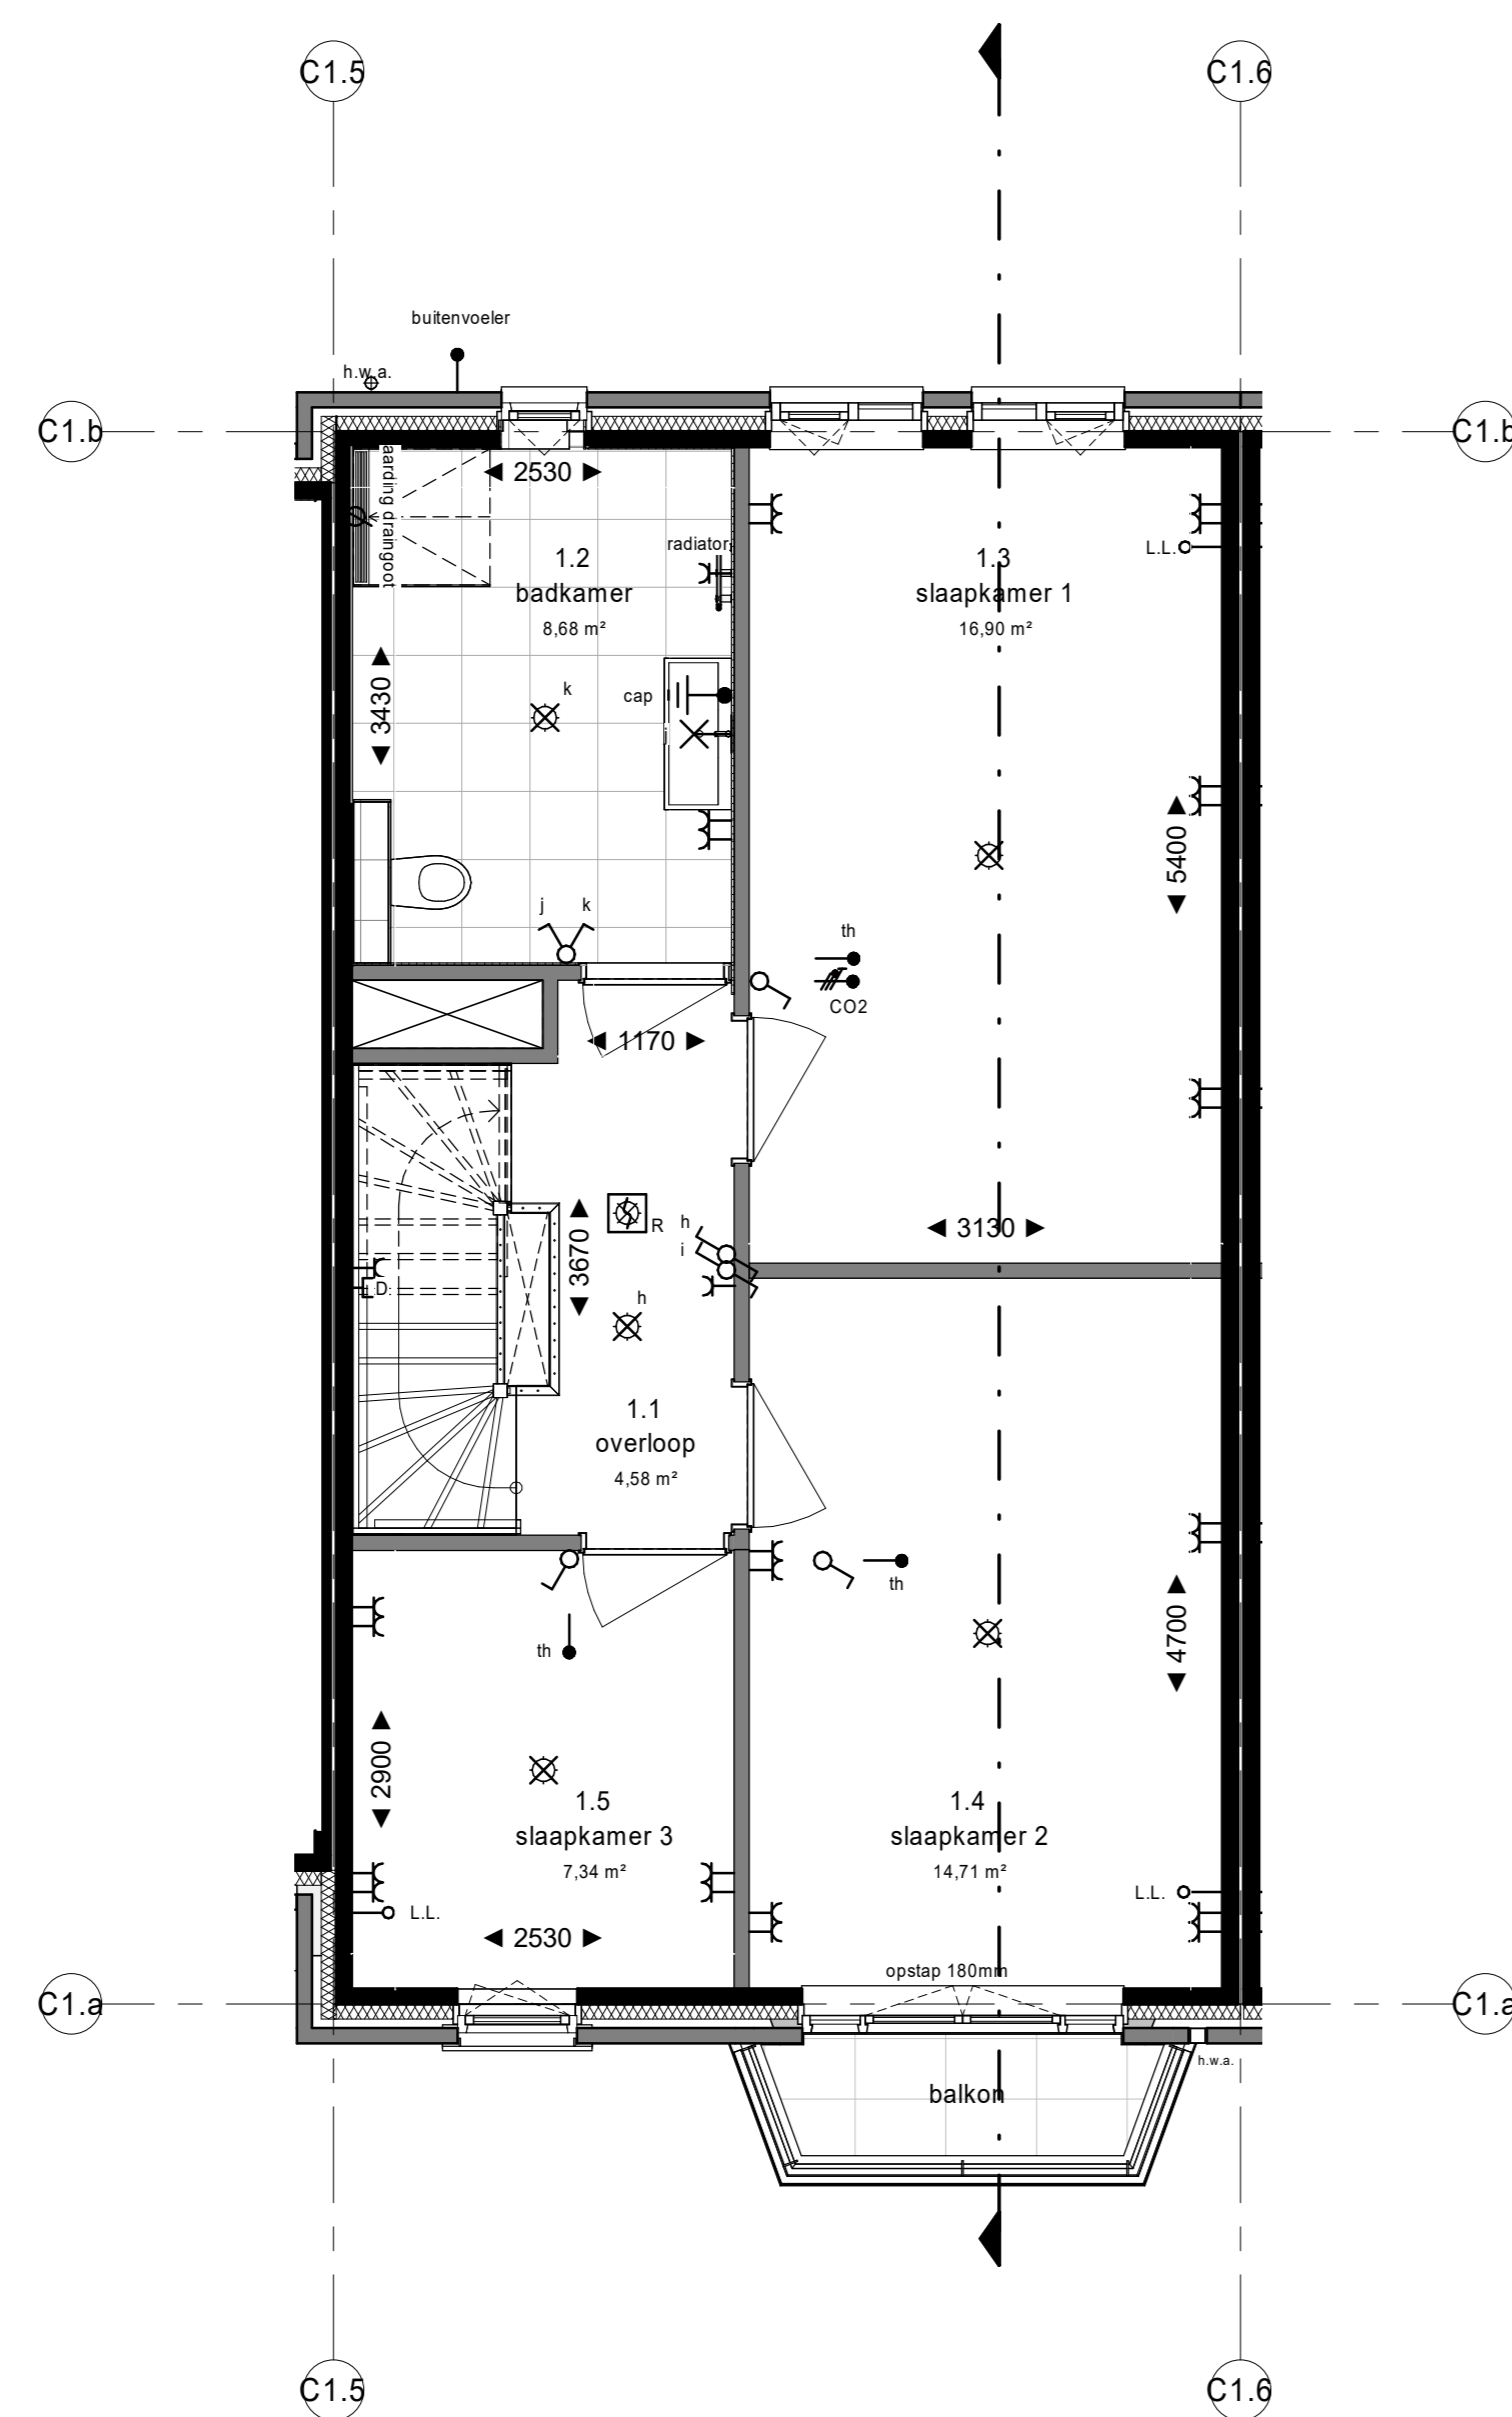 C1.5
C1.6
buitenvoeler
h.w.a.
C1.b
C1.b
aarding draingoot
2530
radiator
1.2
badkamer
8,68 m²
L.L.
1.3
slaapkamer 1
16,90 m²
3430
k
cap
j
5400
j
k
th
CO2
1170
3670
R
h
i
3130
D
h
1.1
overloop
4,58 m²
th
th
4700
2900
1.5
slaapkamer 3
7,34 m²
1.4
slaapkamer 2
14,71 m²
L.L.
L.L.
2530
opstap 180mm
C1.a
C1.a
h.w.a.
balkon
C1.5
C1.6